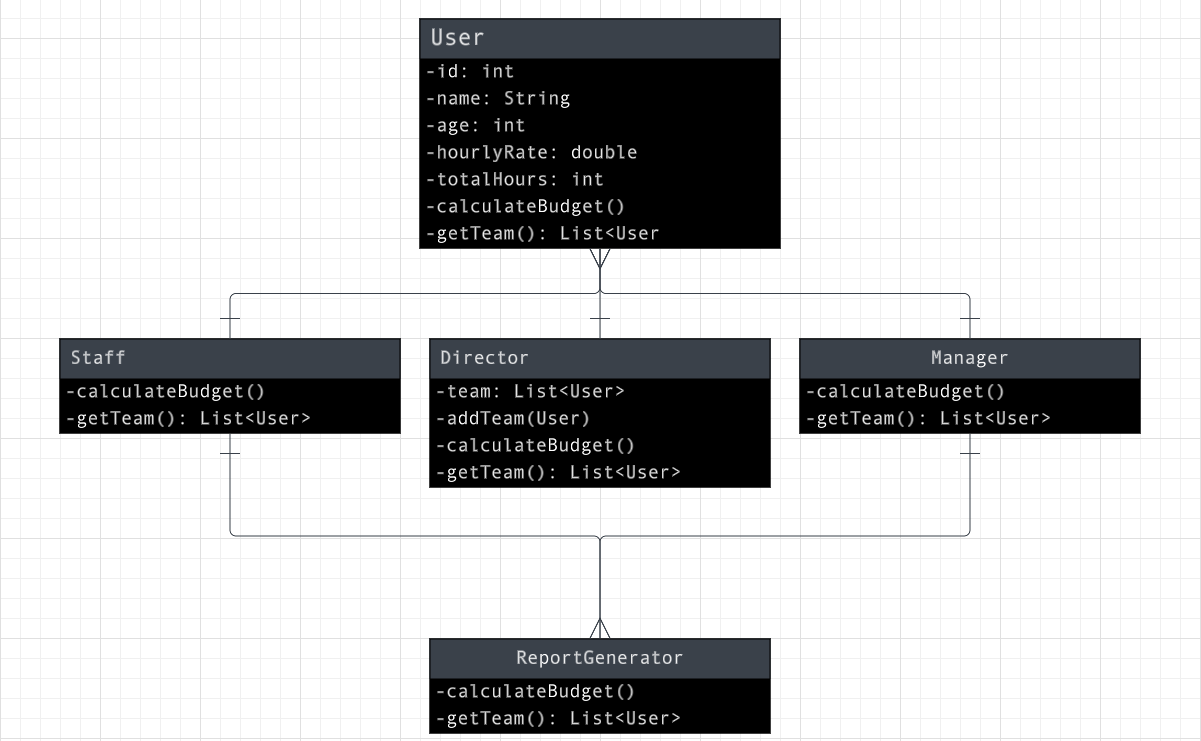 User
-id: int
-name: String
-age: int
-hourlyRate: double
-totalHours: int
-calculateBudget()
-getTeam(): List<User
Staff
-calculateBudget()
-getTeam(): List<User>
Director
-team: List<User>
-addTeam(User)
-calculateBudget()
-getTeam(): List<User>
Manager
-calculateBudget()
-getTeam(): List<User>
ReportGenerator
-calculateBudget()
-getTeam(): List<User>